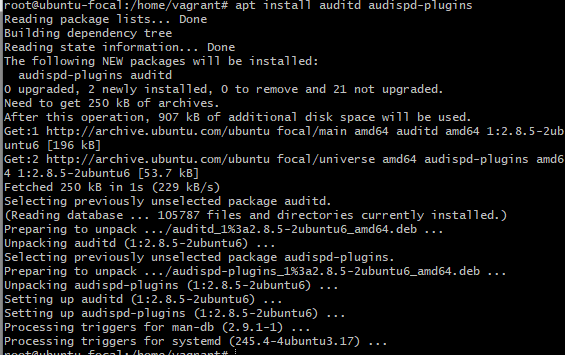 root@ubuntu-focal:/home/vagrant# apt install auditd audispd-plugins
Reading package lists... Done
Building dependency tree
Reading state information... Done
The following NEW packages will be installed:
  audispd-plugins auditd
0 upgraded, 2 newly installed, 0 to remove and 21 not upgraded.
Need to get 250 kB of archives.
After this operation, 907 kB of additional disk space will be used.
Get:1 http://archive.ubuntu.com/ubuntu focal/main amd64 auditd amd64 1:2.8.5-2ub
untu6 [196 kB]
Get:2 http://archive.ubuntu.com/ubuntu focal/universe amd64 audispd-plugins amd6
4 1:2.8.5-2ubuntu6 [53.7 kB]
Fetched 250 kB in 1s (229 kB/s)
Selecting previously unselected package auditd.
(Reading database ... 105787 files and directories currently installed.)
Preparing to unpack .../auditd_1%3a2.8.5-2ubuntu6_amd64.deb ...
Unpacking auditd (1:2.8.5-2ubuntu6) ...
Selecting previously unselected package audispd-plugins.
Preparing to unpack .../audispd-plugins_1%3a2.8.5-2ubuntu6_amd64.deb ...
Unpacking audispd-plugins (1:2.8.5-2ubuntu6) ...
Setting up auditd (1:2.8.5-2ubuntu6) ...
Setting up audispd-plugins (1:2.8.5-2ubuntu6) ...
Processing triggers for man-db (2.9.1-1) ...
Processing triggers for systemd (245.4-4ubuntu3.17) ...
root@ubuntu-focal:/home/vagrant#